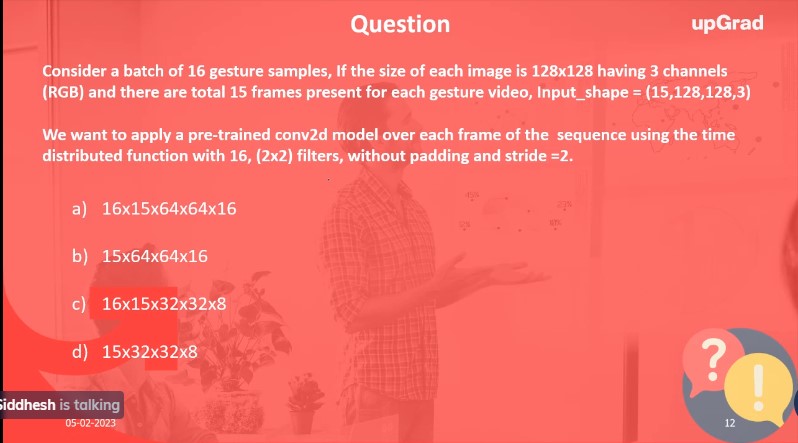 Question
upGrad
Consider a batch of 16 gesture samples, If the size of each image is 128x128 having 3 channels
(RGB) and there are total 15 frames present for each gesture video, Input_shape = (15,128,128,3)
We want to apply a pre-trained conv2d model over each frame of the sequence using the time
distributed function with 16, (2x2) filters, without padding and stride =2.
a) 16x15x64x64x16
b) 15x64x64x16
c) 16x15x32x32x8
d) 15x32x32x8
Siddhesh is talking
05-02-2023
12
? !